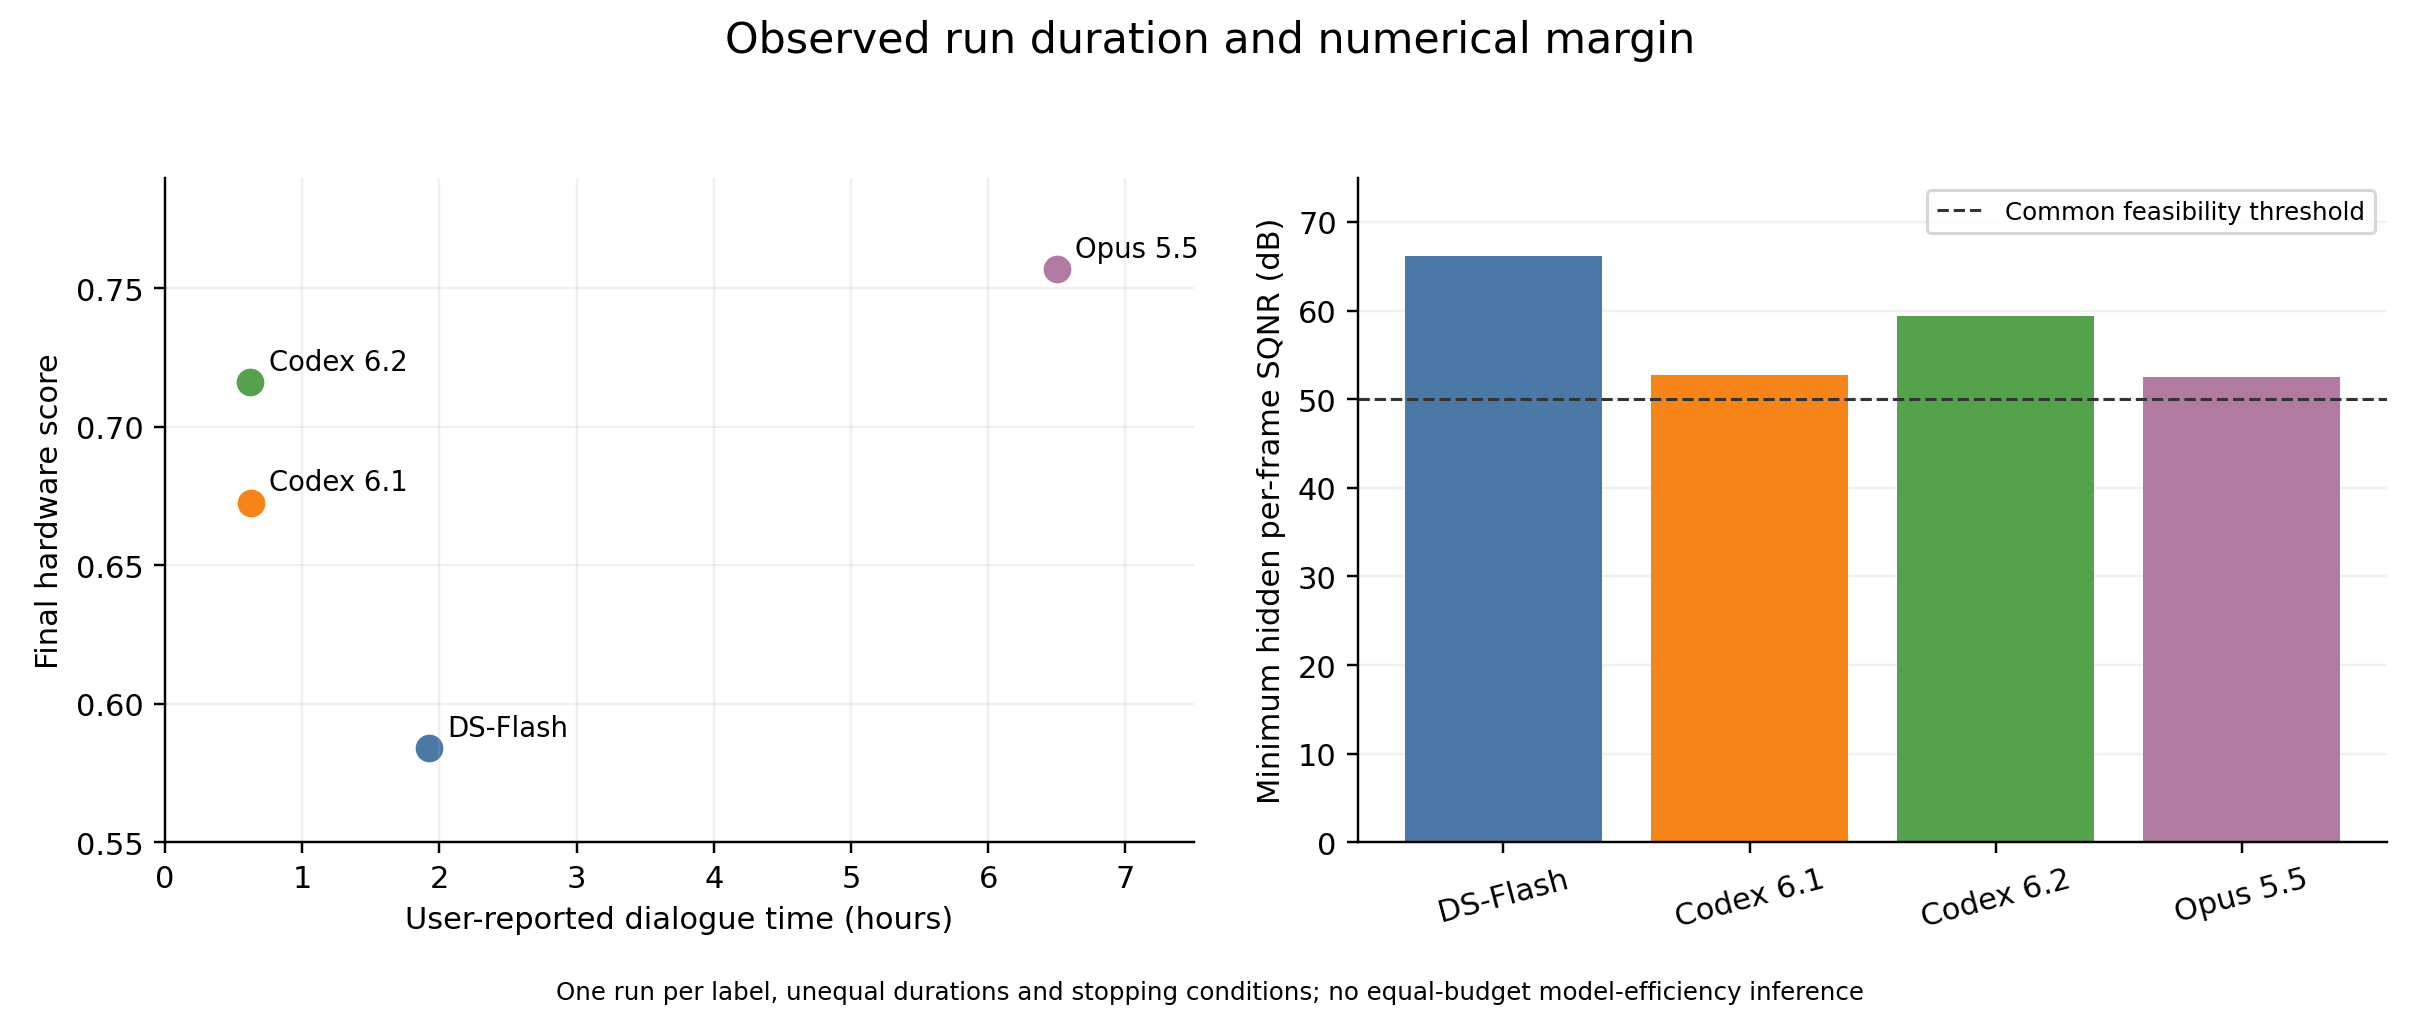 Observed run duration and numerical margin
Final hardware score
0.75
0.70
0.65
0.60
0.55
Opus 5.5
Codex 6.2
Codex 6.1
DS-Flash
0
1
2
3
4
5
6
7
User-reported dialogue time (hours)
Minimum hidden per-frame SQNR (dB)
70
60
50
40
30
20
10
0
Common feasibility threshold
DS-Flash
Codex 6.1
Codex 6.2
Opus 5.5
One run per label, unequal durations and stopping conditions; no equal-budget model-efficiency inference